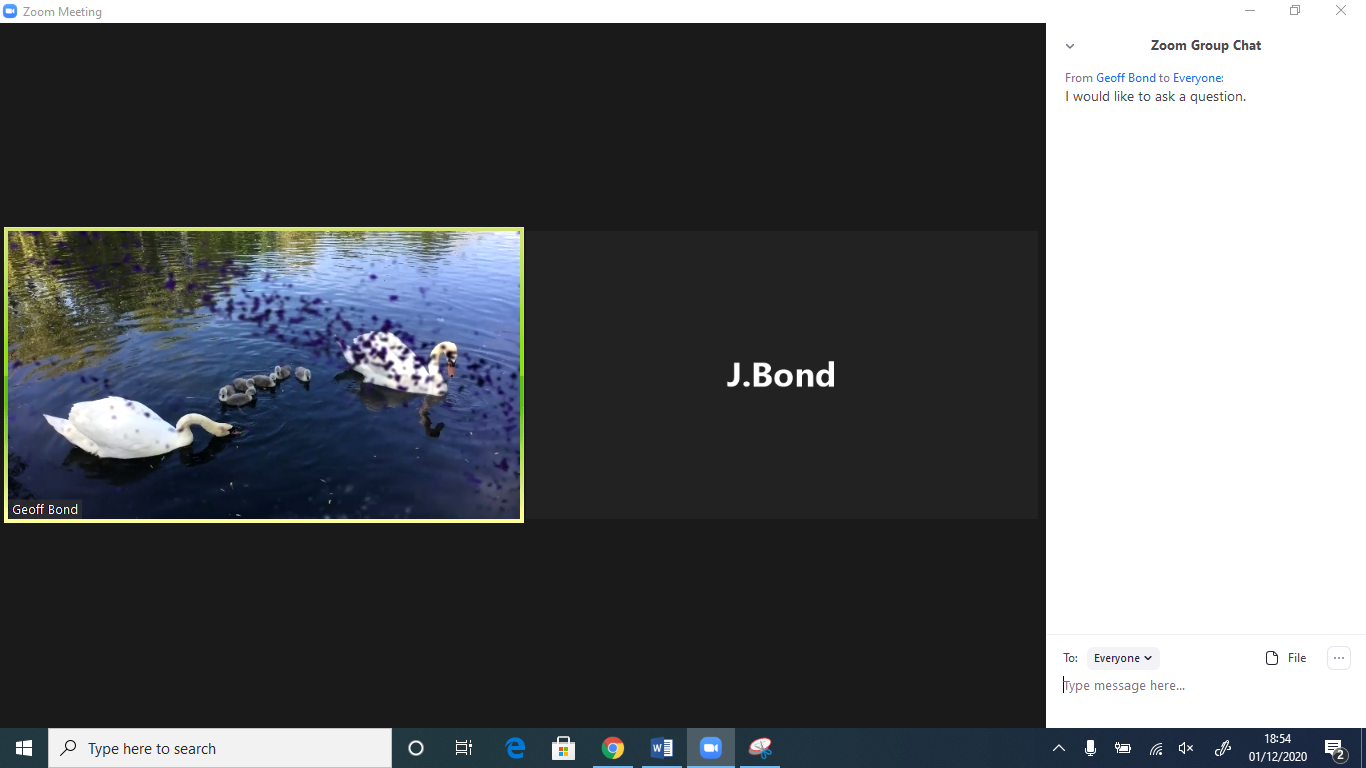 Zoom Meeting
Zoom Group Chat
From Geoff Bond to Everyone:
I would like to ask a question.
J.Bond
Geoff Bond
To: Everyone File
Type message here...
Type here to search
18:54
01/12/2020
2